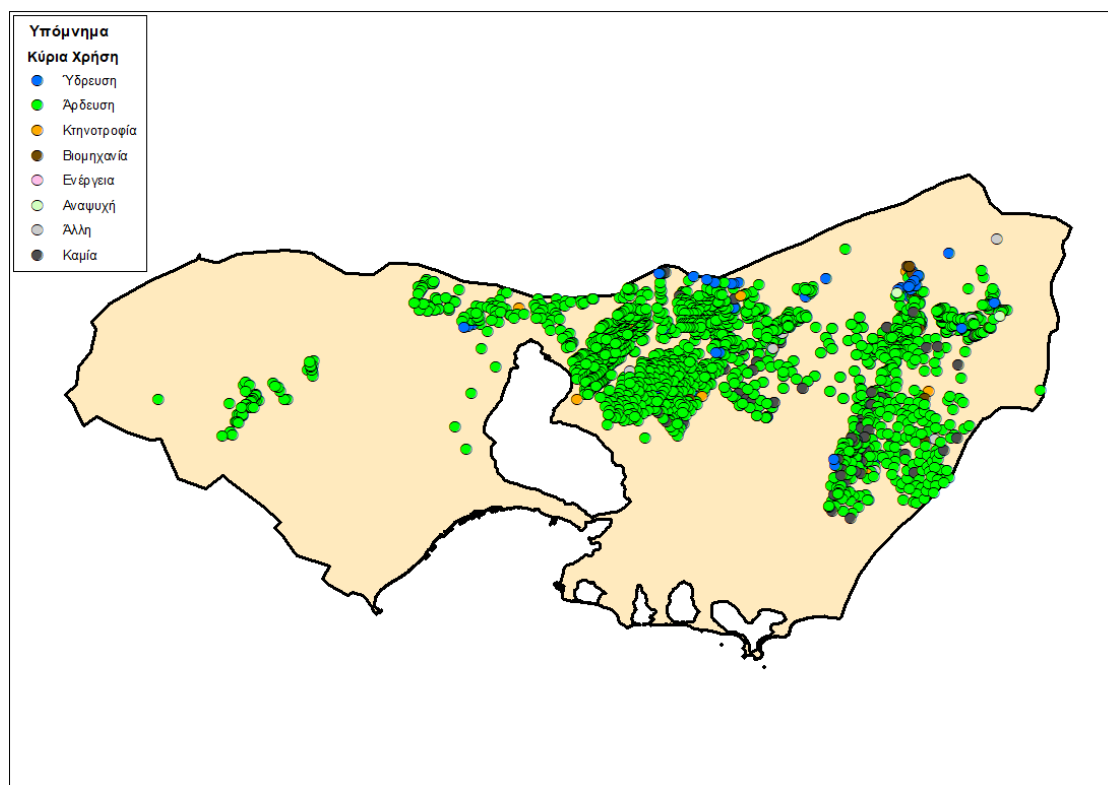 Υπόμνημα
Κύρια Χρήση
Ύδρευση
Άρδευση
Κτηνοτροφία
Βιομηχανία
Ενέργεια
Αναψυχή
Άλλη
Καμία